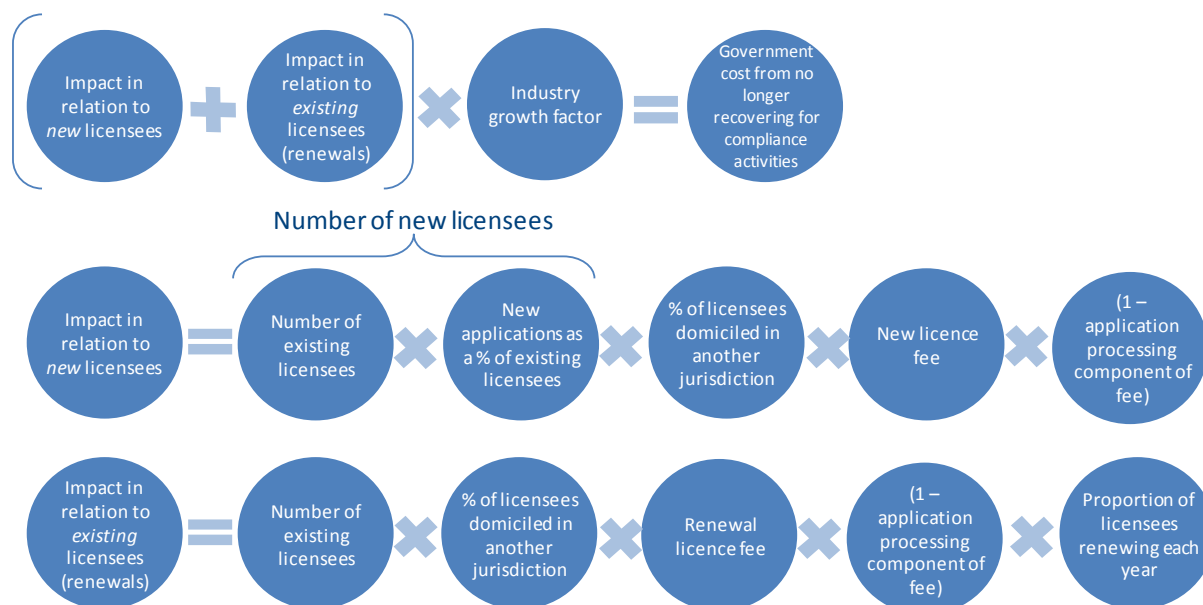 Impact in
relation to
new licensees
Impact in
relation to
existing
licensees
(renewals)
Industry
growth factor
Government
cost from no
longer
recovering for
compliance
activities
Number of new licensees
Impact in
relation to
new licensees
Number of
existing
licensees
New
applications as
a % of existing
licensees
% of licensees
domiciled in
another
jurisdiction
New licence
fee
(1 –
application
processing
component of
fee)
Impact in
relation to
existing
licensees
(renewals)
Number of
existing
licensees
% of licensees
domiciled in
another
jurisdiction
Renewal
licence fee
(1 –
application
processing
component of
fee)
Proportion of
licensees
renewing each
year